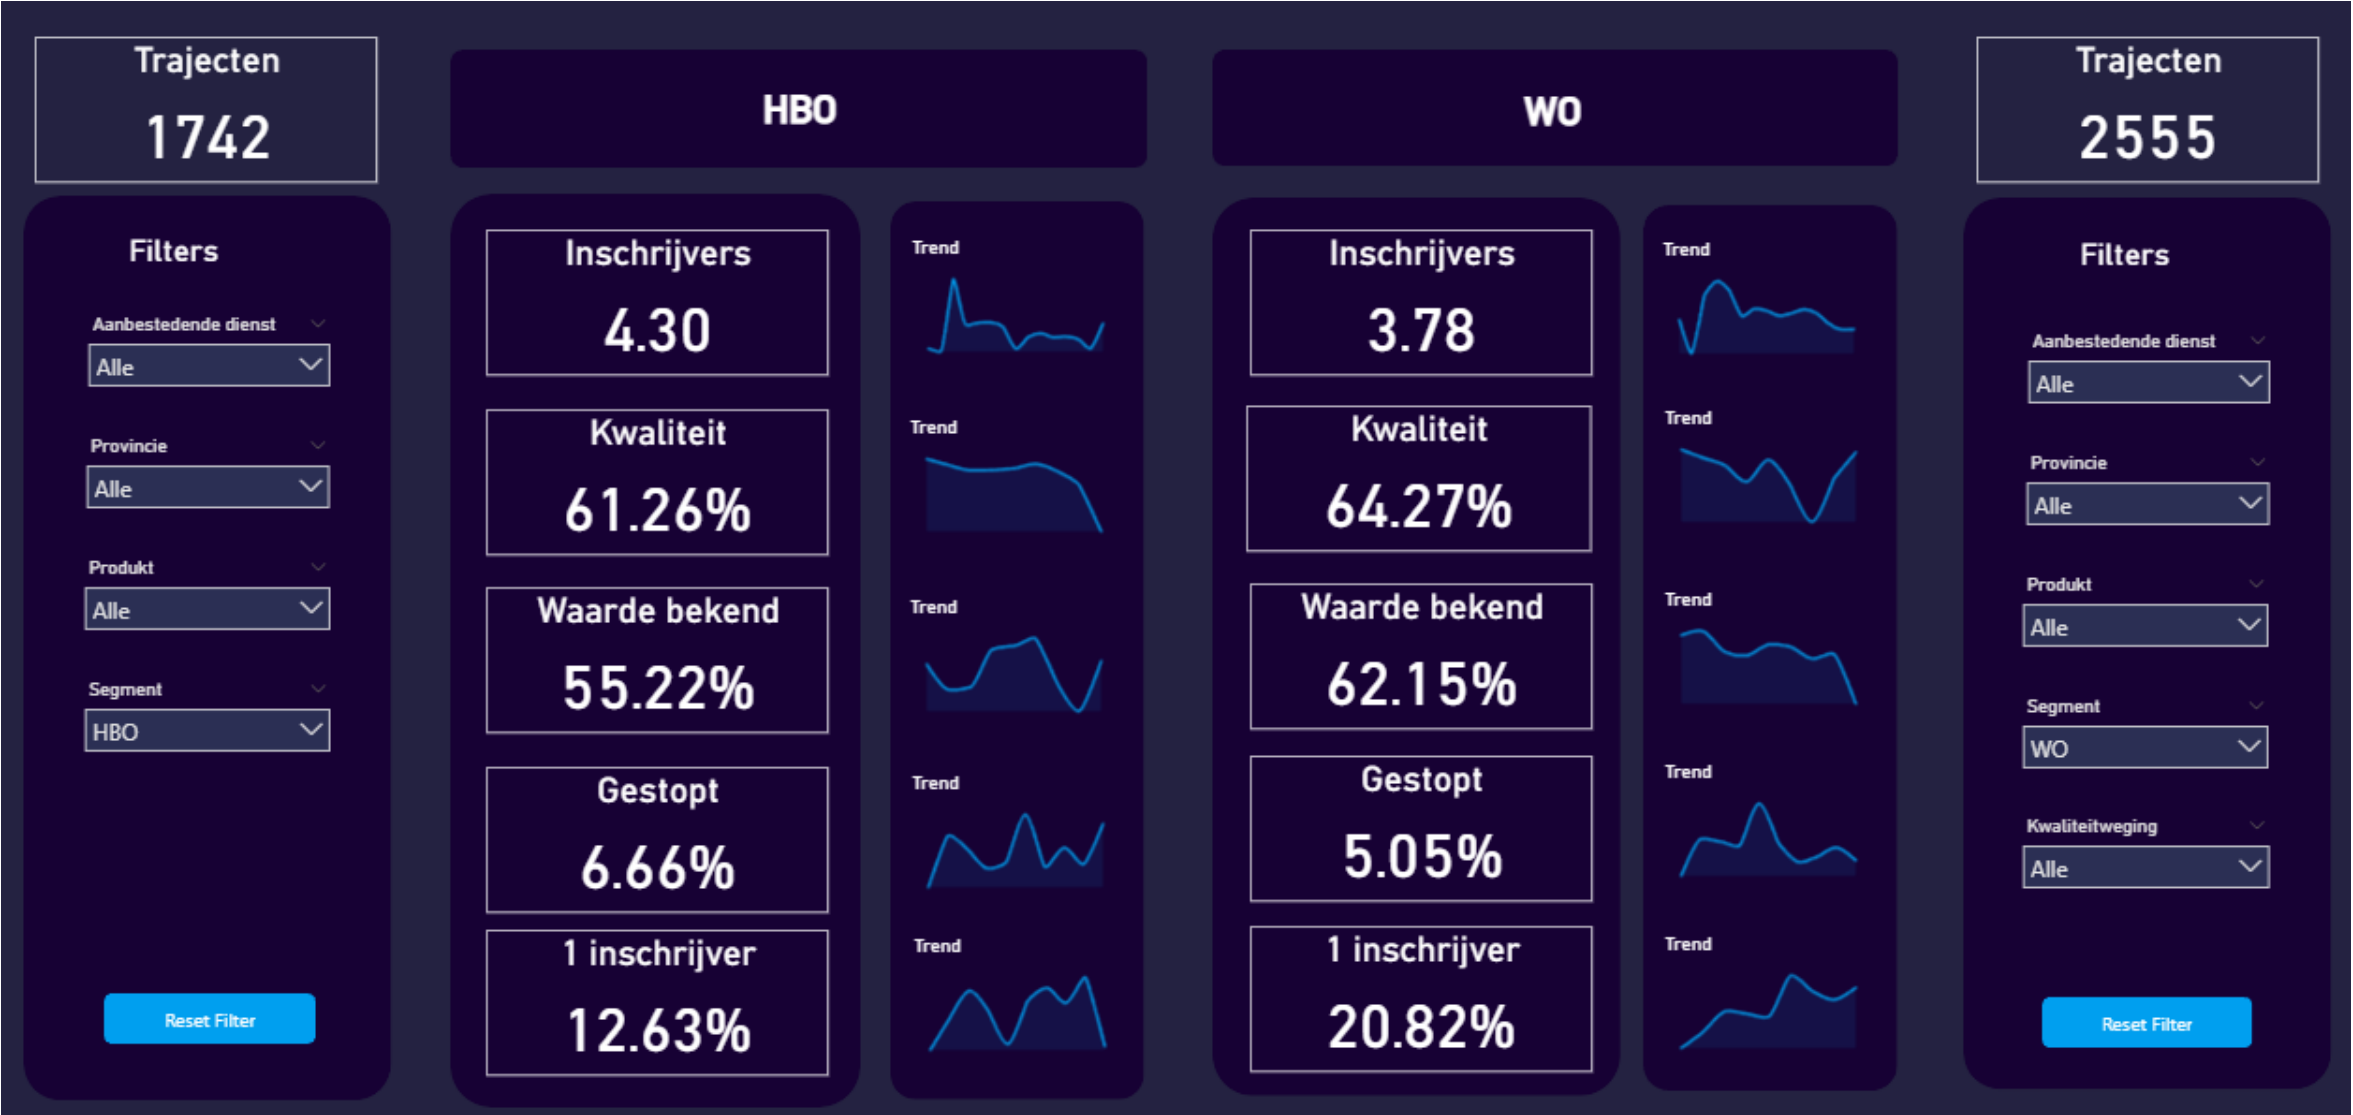 Trajecten
1742
Filters
Aanbestedende dienst
Alle
Provincie
Alle
Produkt
Alle
Segment
HBO
Reset Filter
HBO
Inschrijvers
4.30
Trend
Kwaliteit
61.26%
Trend
Waarde bekend
55.22%
Trend
Gestopt
6.66%
Trend
1 inschrijver
12.63%
Trend
WO
Inschrijvers
3.78
Trend
Kwaliteit
64.27%
Trend
Waarde bekend
62.15%
Trend
Gestopt
5.05%
Trend
1 inschrijver
20.82%
Trend
Trajecten
2555
Filters
Aanbestedende dienst
Alle
Provincie
Alle
Produkt
Alle
Segment
WO
Kwaliteitweging
Alle
Reset Filter